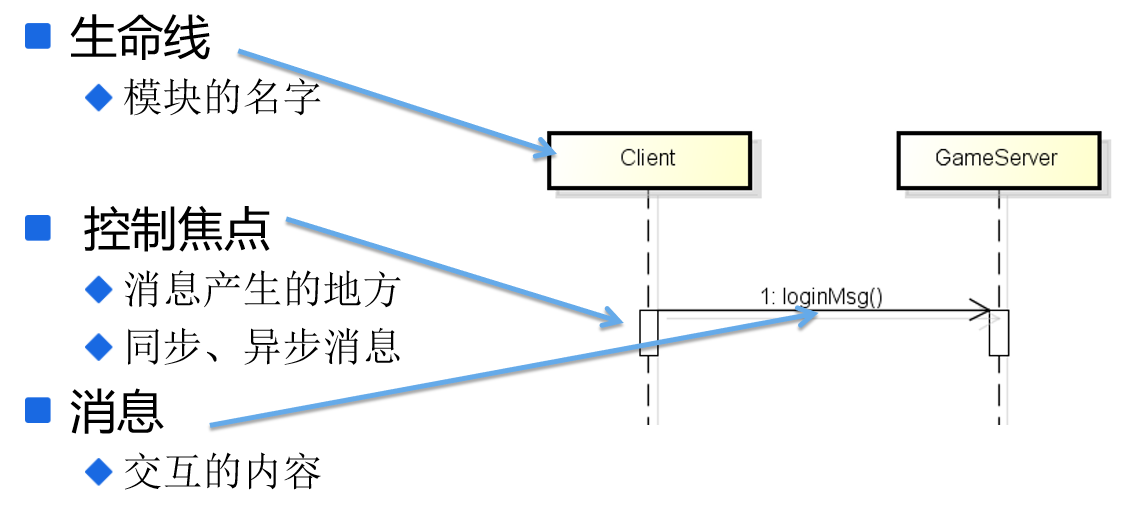 生命线
模块的名字
Client
GameServer
控制焦点
消息产生的地方
1: loginMsg()
同步、异步消息
消息
交互的内容